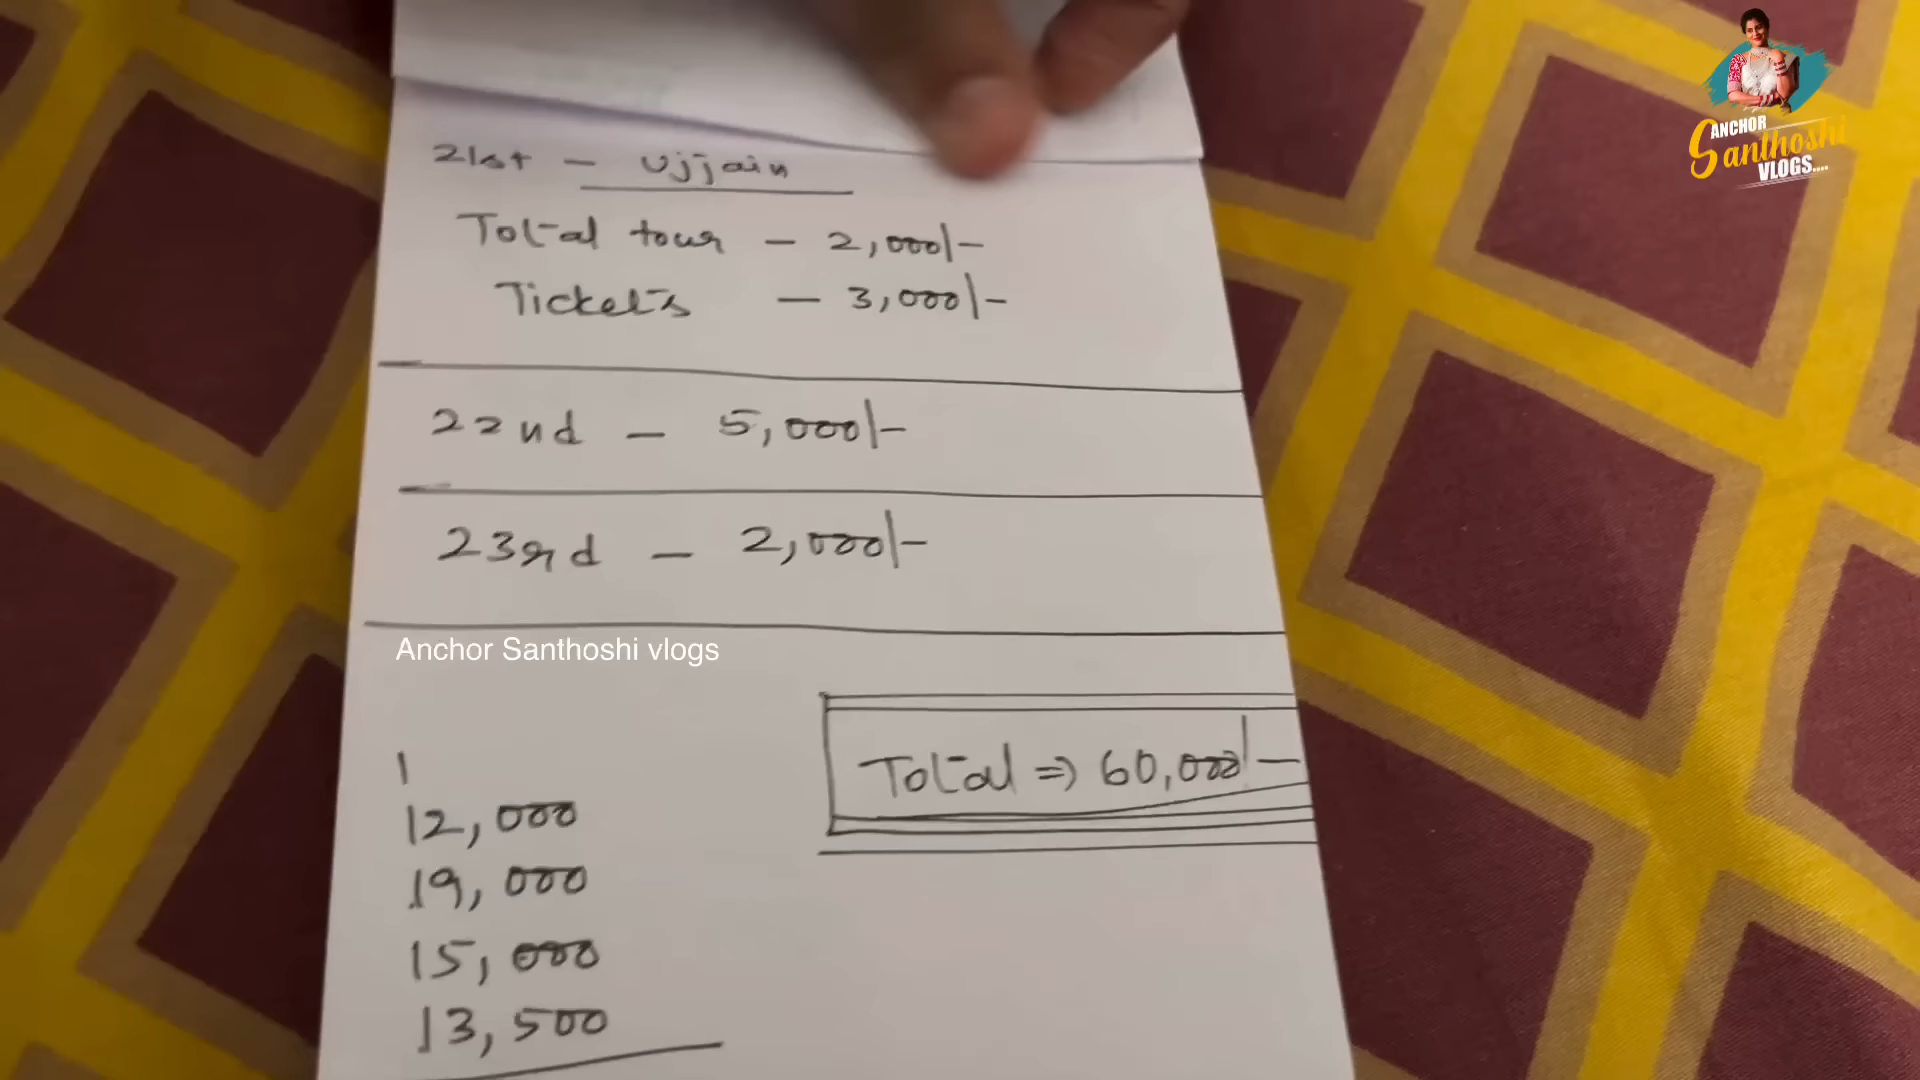 21st - Ujjain
Total tour - 2,000/-
Tickets - 3,000/-
22nd - 5,000/-
23rd - 2,000/-
Anchor Santhoshi vlogs
1
12,000
19,000
15,000
13,500
Total => 60,000/-
ANCHOR
Santhoshi
VLOGS....